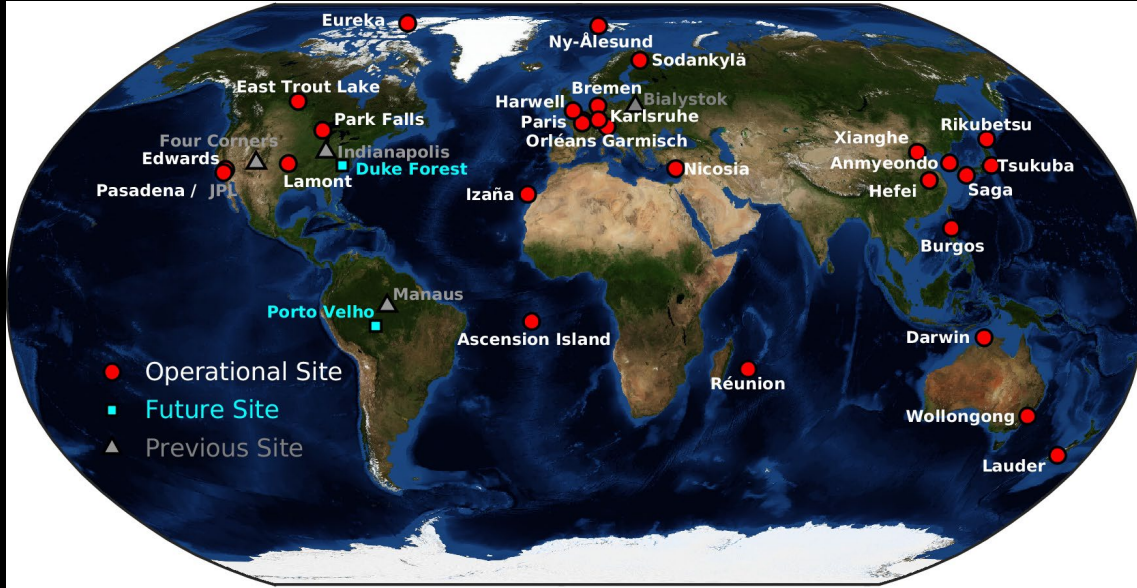 Eureka
Ny-Ålesund
Sodankylä
East Trout Lake
Bremen
Harwell
Bialystok
Paris
Karlsruhe
Park Falls
Orléans Garmisch
Four Corners
Indianapolis
Edwards
Duke Forest
Lamont
Pasadena / JPL
Nicosia
Izaña
Rikubetsu
Xianghe
Anmyeondo
Tsukuba
Hefei
Saga
Burgos
Manaus
Porto Velho
Ascension Island
Darwin
Réunion
Wollongong
Lauder
Operational Site
Future Site
Previous Site